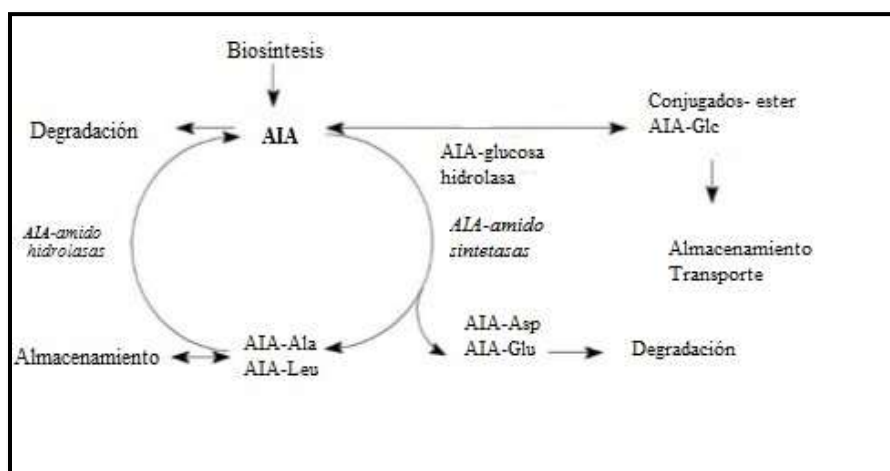 Biosíntesis
Degradación
AIA
Conjugados- ester
AIA-Glc
AIA-glucosa
hidrolasa
AIA-amido
hidrolasas
AIA-amido
sintetasas
Almacenamiento
Transporte
Almacenamiento
AIA-Ala
AIA-Leu
AIA-Asp
AIA-Glu
Degradación